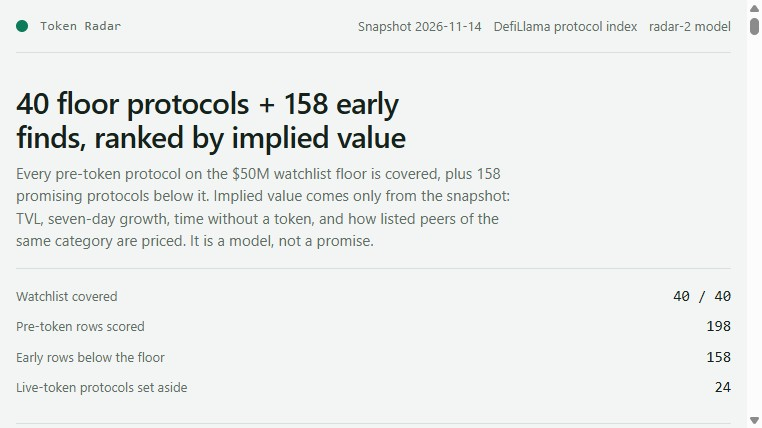 Token Radar
Snapshot 2026-11-14 DefiLlama protocol index radar-2 model
40 floor protocols + 158 early
finds, ranked by implied value
Every pre-token protocol on the $50M watchlist floor is covered, plus 158
promising protocols below it. Implied value comes only from the snapshot:
TVL, seven-day growth, time without a token, and how listed peers of the
same category are priced. It is a model, not a promise.
Watchlist covered 40 / 40
Pre-token rows scored 198
Early rows below the floor 158
Live-token protocols set aside 24